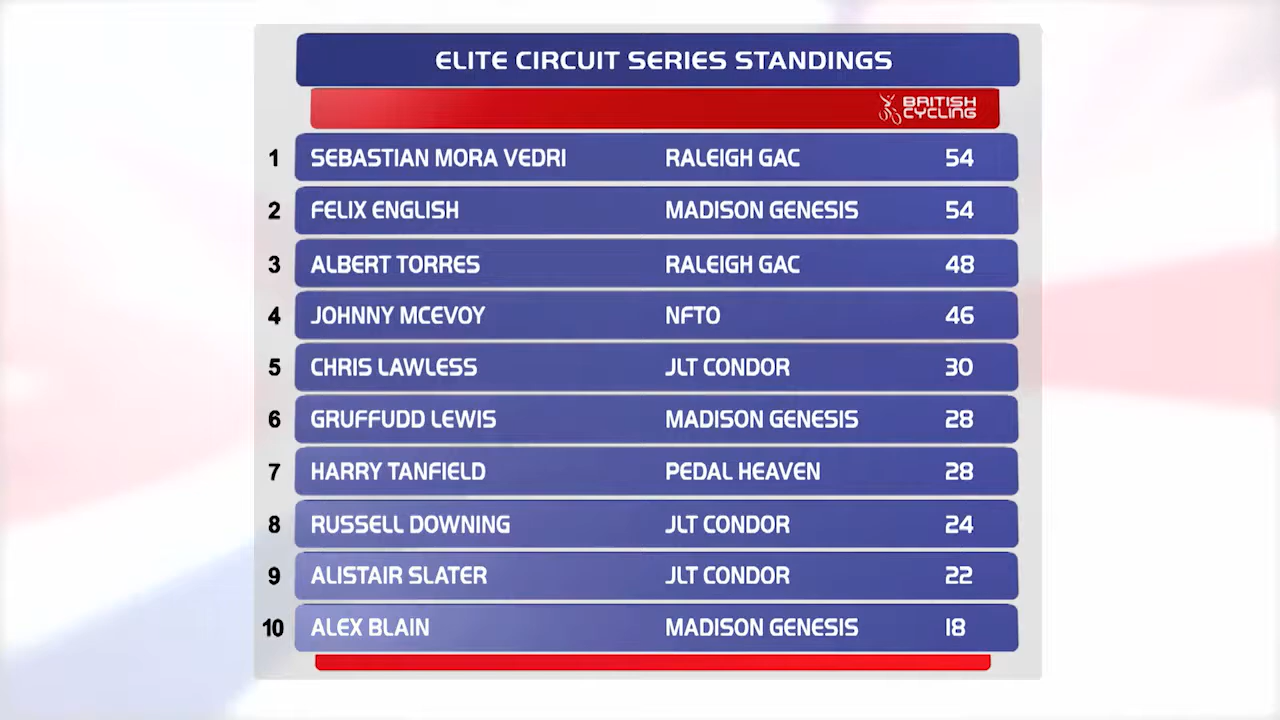 ELITE CIRCUIT SERIES STANDINGS
BRITISH
CYCLING
1 SEBASTIAN MORA VEDRI RALEIGH GAC 54
2 FELIX ENGLISH MADISON GENESIS 54
3 ALBERT TORRES RALEIGH GAC 48
4 JOHNNY MCEVOY NFTO 46
5 CHRIS LAWLESS JLT CONDOR 30
6 GRUFFUDD LEWIS MADISON GENESIS 28
7 HARRY TANFIELD PEDAL HEAVEN 28
8 RUSSELL DOWNING JLT CONDOR 24
9 ALISTAIR SLATER JLT CONDOR 22
10 ALEX BLAIN MADISON GENESIS 18